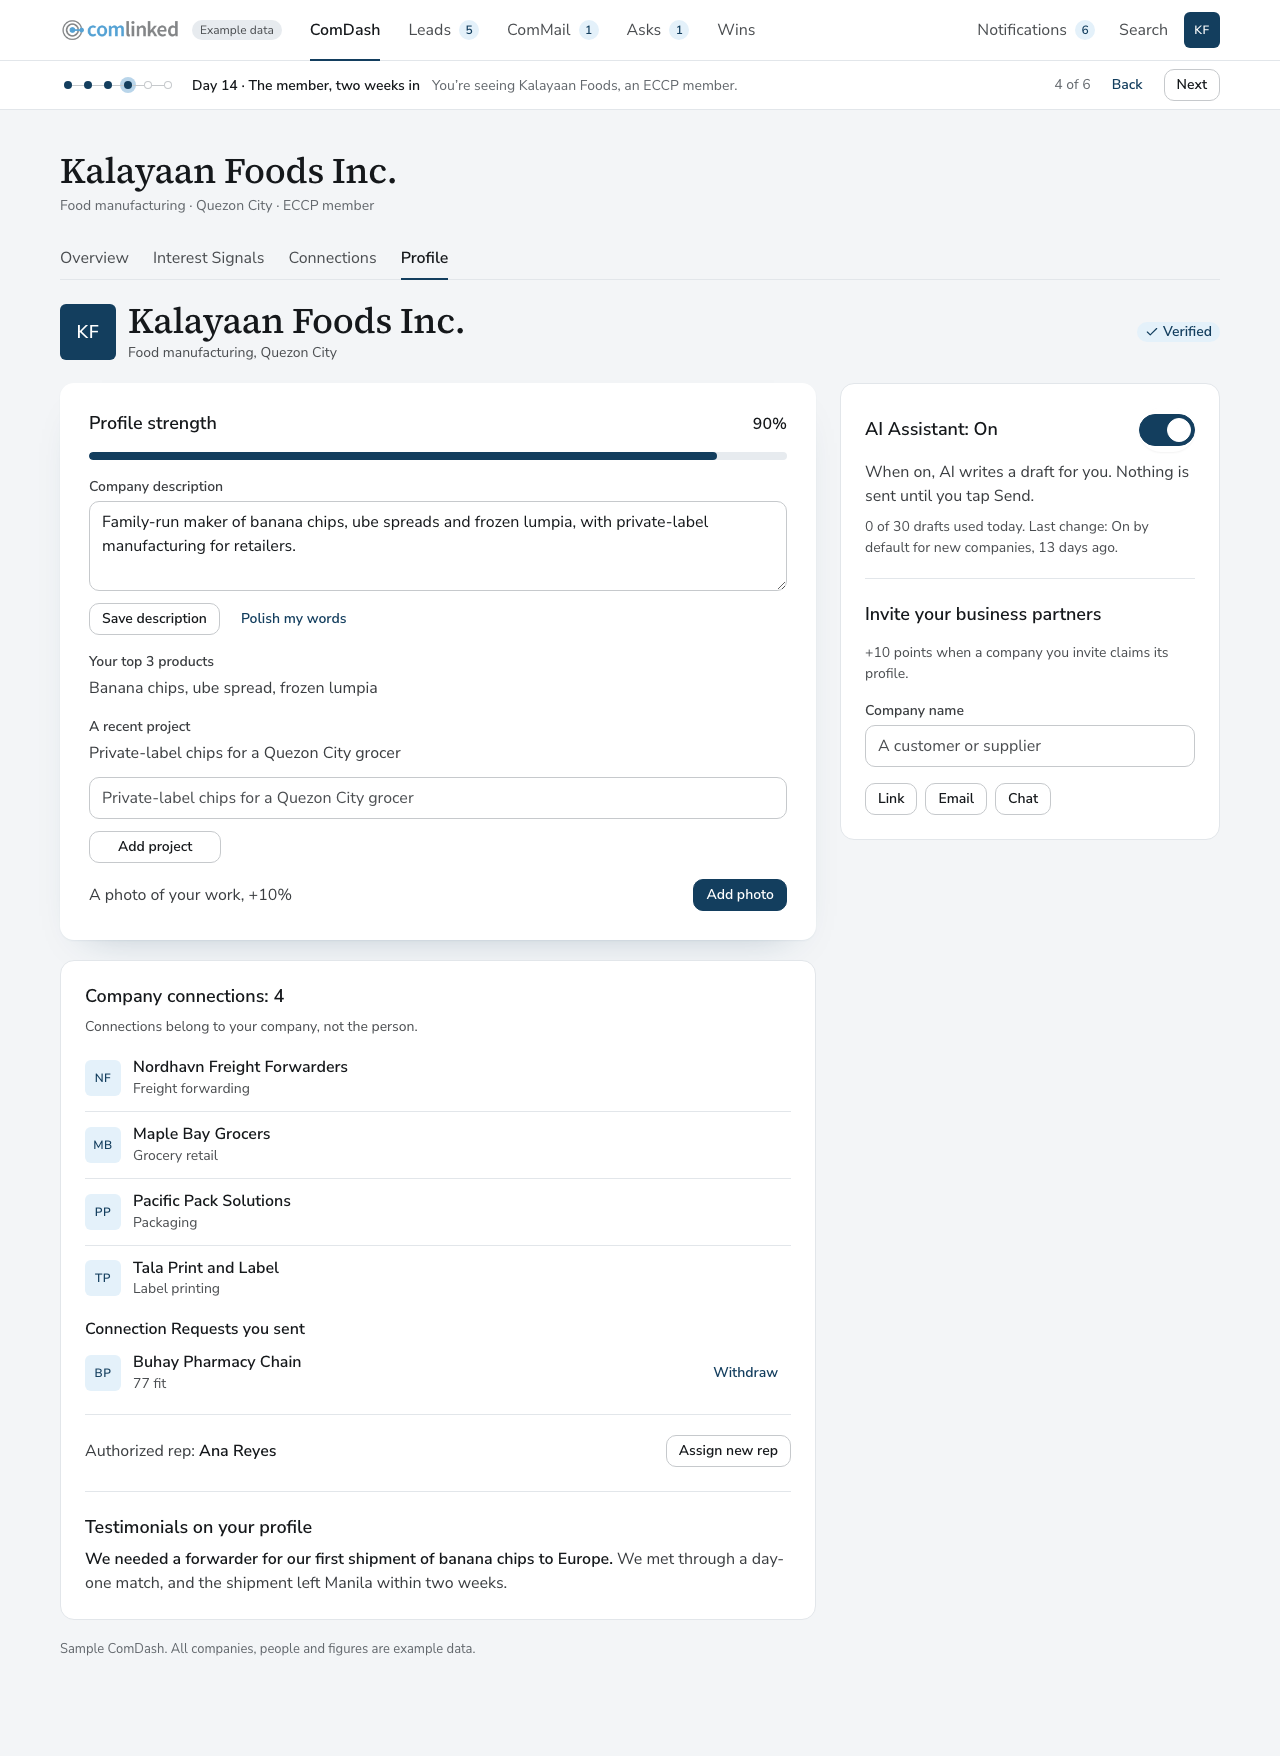 comlinked
Example data
ComDash
Leads 5
ComMail 1
Asks 1
Wins
Notifications 6
Search
KF
Day 14 · The member, two weeks in
You're seeing Kalayaan Foods, an ECCP member.
4 of 6
Back
Next
Kalayaan Foods Inc.
Food manufacturing · Quezon City · ECCP member
Overview
Interest Signals
Connections
Profile
KF
Kalayaan Foods Inc.
Food manufacturing, Quezon City
Verified
Profile strength
90%
Company description
Family-run maker of banana chips, ube spreads and frozen lumpia, with private-label
manufacturing for retailers.
Save description
Polish my words
Your top 3 products
Banana chips, ube spread, frozen lumpia
A recent project
Private-label chips for a Quezon City grocer
Private-label chips for a Quezon City grocer
Add project
A photo of your work, +10%
Add photo
AI Assistant: On
When on, AI writes a draft for you. Nothing is
sent until you tap Send.
0 of 30 drafts used today. Last change: On by
default for new companies, 13 days ago.
Invite your business partners
+10 points when a company you invite claims its
profile.
Company name
A customer or supplier
Link
Email
Chat
Company connections: 4
Connections belong to your company, not the person.
NF
Nordhavn Freight Forwarders
Freight forwarding
MB
Maple Bay Grocers
Grocery retail
PP
Pacific Pack Solutions
Packaging
TP
Tala Print and Label
Label printing
Connection Requests you sent
BP
Buhay Pharmacy Chain
77 fit
Withdraw
Authorized rep: Ana Reyes
Assign new rep
Testimonials on your profile
We needed a forwarder for our first shipment of banana chips to Europe. We met through a day-
one match, and the shipment left Manila within two weeks.
Sample ComDash. All companies, people and figures are example data.